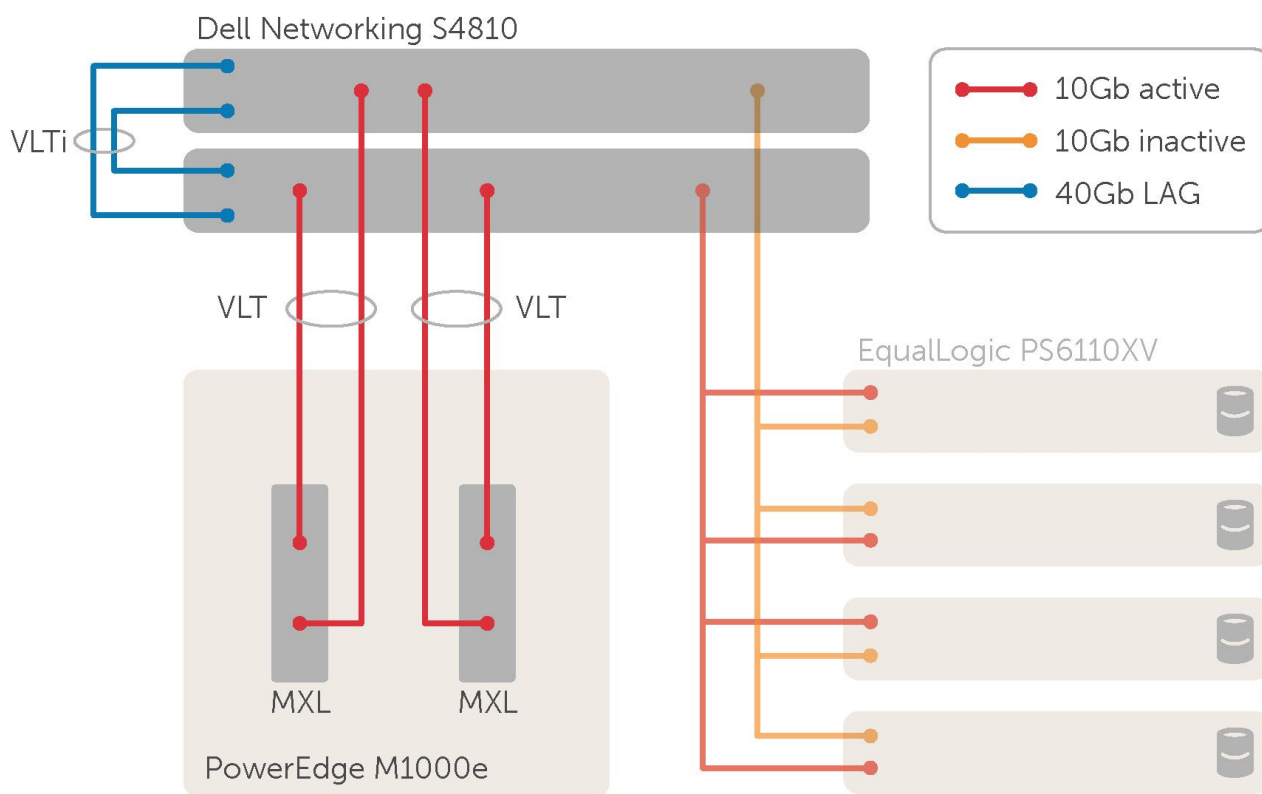 Dell Networking S4810
10Gb active
10Gb inactive
40Gb LAG
VLTi
VLT
VLT
EqualLogic PS6110XV
MXL
MXL
PowerEdge M1000e